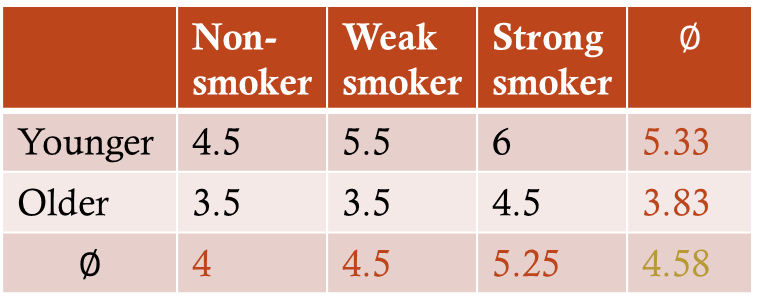 Non-smoker Weak smoker Strong smoker Ø
Younger 4.5 5.5 6 5.33
Older 3.5 3.5 4.5 3.83
Ø 4 4.5 5.25 4.58